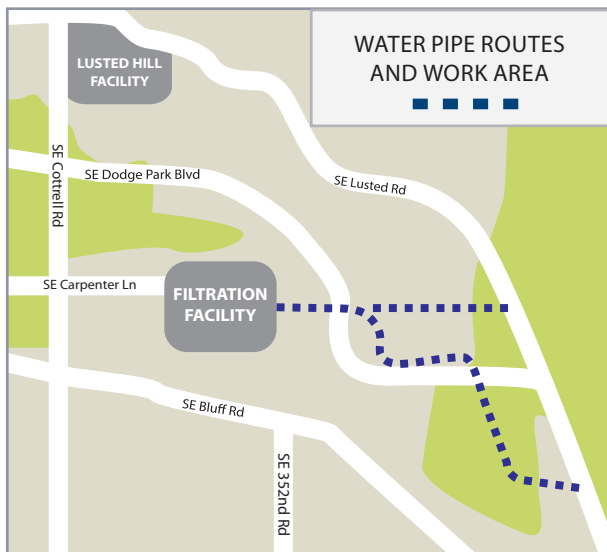 WATER PIPE ROUTES
AND WORK AREA
LUSTED HILL
FACILITY
SE Cottrell Rd
SE Dodge Park Blvd
SE Lusted Rd
SE Carpenter Ln
FILTRATION
FACILITY
SE Bluff Rd
SE 352nd Rd